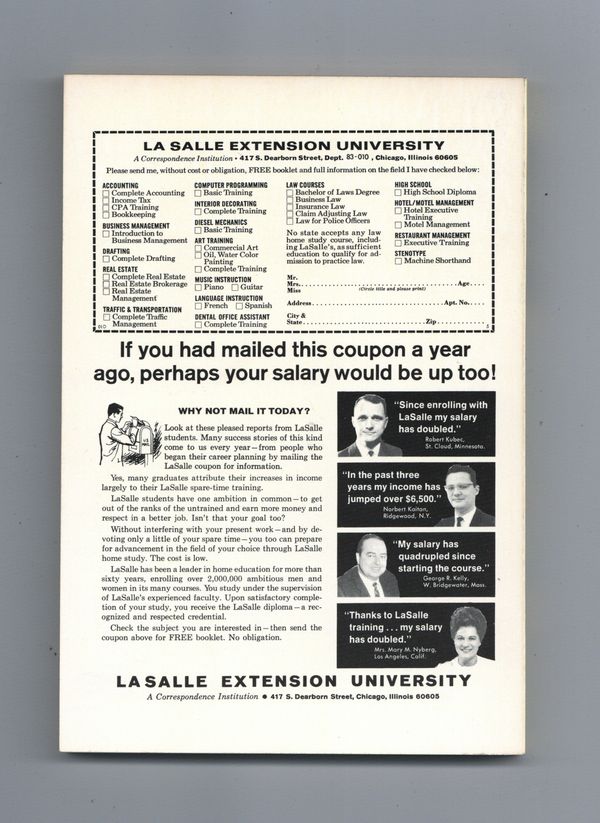 LA SALLE EXTENSION UNIVERSITY
A Correspondence Institution • 417 S. Dearborn Street, Dept. 83-010, Chicago, Illinois 60605
Please send me, without cost or obligation, FREE booklet and full information on the field I have checked below:
ACCOUNTING
Complete Accounting
Income Tax
CPA Training
Bookkeeping
BUSINESS MANAGEMENT
Introduction to
Business Management
DRAFTING
Complete Drafting
REAL ESTATE
Complete Real Estate
Real Estate Brokerage
Real Estate
Management
TRAFFIC & TRANSPORTATION
Complete Traffic
Management
COMPUTER PROGRAMMING
Basic Training
INTERIOR DECORATING
Complete Training
DIESEL MECHANICS
Basic Training
ART TRAINING
Commercial Art
Oil, Water Color
Painting
Complete Training
MUSIC INSTRUCTION
Piano Guitar
LANGUAGE INSTRUCTION
French Spanish
DENTAL OFFICE ASSISTANT
Complete Training
LAW COURSES
Bachelor of Laws Degree
Business Law
Insurance Law
Claim Adjusting Law
Law for Police Officers
No state accepts any law
home study course, includ-
ing LaSalle's, as sufficient
education to qualify for ad-
mission to practice law.
HIGH SCHOOL
High School Diploma
HOTEL/MOTEL MANAGEMENT
Hotel Executive
Training
Motel Management
RESTAURANT MANAGEMENT
Executive Training
STENOTYPE
Machine Shorthand
Mr.
Mrs. Age
Miss (Circle title and please print)
Address Apt. No.
City &
State Zip
010
5
If you had mailed this coupon a year
ago, perhaps your salary would be up too!
WHY NOT MAIL IT TODAY?
U.S. MAIL
Look at these pleased reports from LaSalle
students. Many success stories of this kind
come to us every year—from people who
began their career planning by mailing the
LaSalle coupon for information.
Yes, many graduates attribute their increases in income
largely to their LaSalle spare-time training.
LaSalle students have one ambition in common—to get
out of the ranks of the untrained and earn more money and
respect in a better job. Isn't that your goal too?
Without interfering with your present work—and by de-
voting only a little of your spare time—you too can prepare
for advancement in the field of your choice through LaSalle
home study. The cost is low.
LaSalle has been a leader in home education for more than
sixty years, enrolling over 2,000,000 ambitious men and
women in its many courses. You study under the supervision
of LaSalle's experienced faculty. Upon satisfactory comple-
tion of your study, you receive the LaSalle diploma—a rec-
ognized and respected credential.
Check the subject you are interested in—then send the
coupon above for FREE booklet. No obligation.
"Since enrolling with
LaSalle my salary
has doubled."
Robert Kubec,
St. Cloud, Minnesota.
"In the past three
years my income has
jumped over $6,500."
Norbert Kaitan,
Ridgewood, N.Y.
"My salary has
quadrupled since
starting the course."
George R. Kelly,
W. Bridgewater, Mass.
"Thanks to LaSalle
training . . . my salary
has doubled."
Mrs. Mary M. Nyberg,
Los Angeles, Calif.
LA SALLE EXTENSION UNIVERSITY
A Correspondence Institution • 417 S. Dearborn Street, Chicago, Illinois 60605